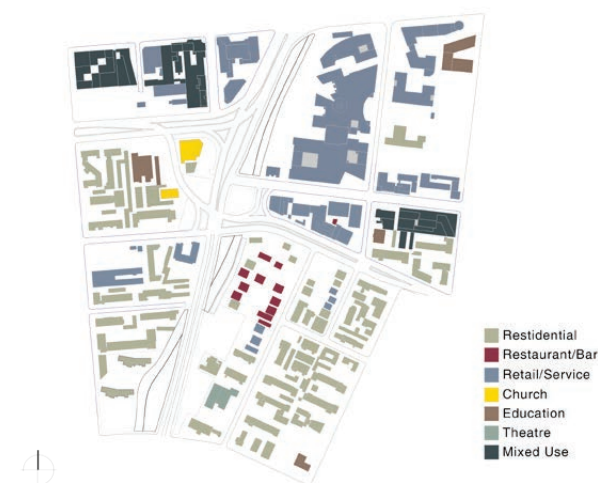 Restidential
Restaurant/Bar
Retail/Service
Church
Education
Theatre
Mixed Use